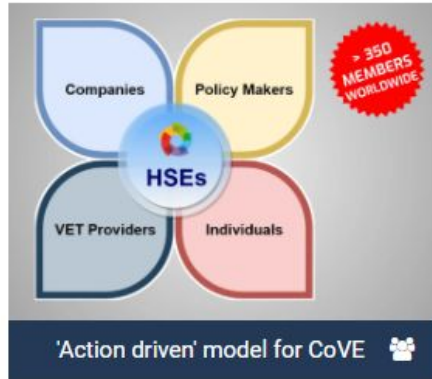 Companies
Policy Makers
> 350
MEMBERS
WORLDWIDE
HSEs
VET Providers
Individuals
'Action driven' model for CoVE